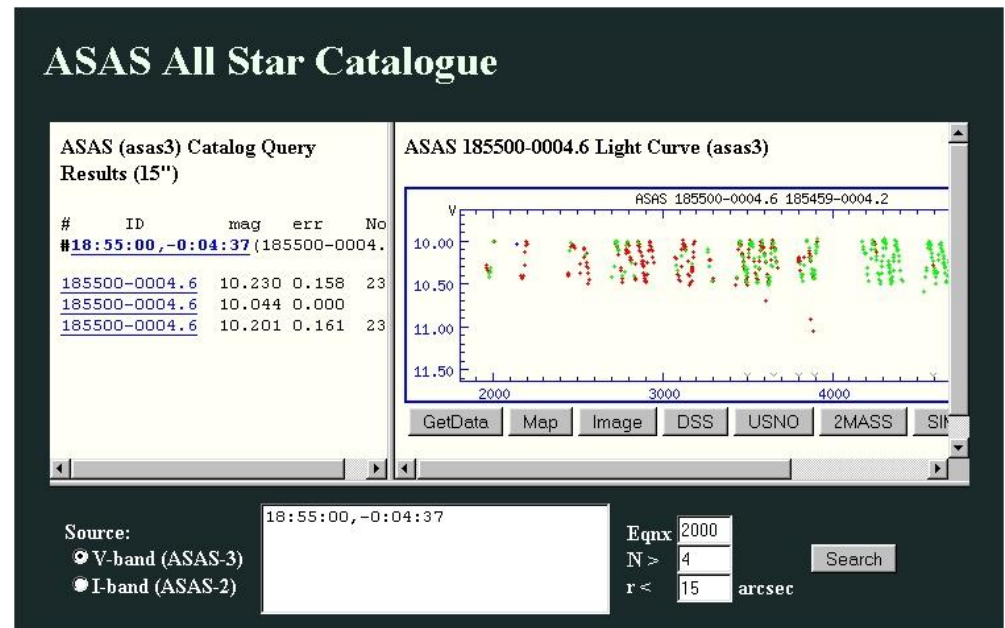 ASAS All Star Catalogue
ASAS (asas3) Catalog Query
Results (15")
# ID mag err No
#18:55:00,-0:04:37(185500-0004.
185500-0004.6 10.230 0.158 23
185500-0004.6 10.044 0.000
185500-0004.6 10.201 0.161 23
ASAS 185500-0004.6 Light Curve (asas3)
ASAS 185500-0004.6 185459-0004.2
V
10.00
10.50
11.00
11.50
2000 3000 4000
GetData Map Image DSS USNO 2MASS SIM
Source:
V-band (ASAS-3)
I-band (ASAS-2)
18:55:00,-0:04:37
Eqnx 2000
N > 4
r < 15 arcsec
Search